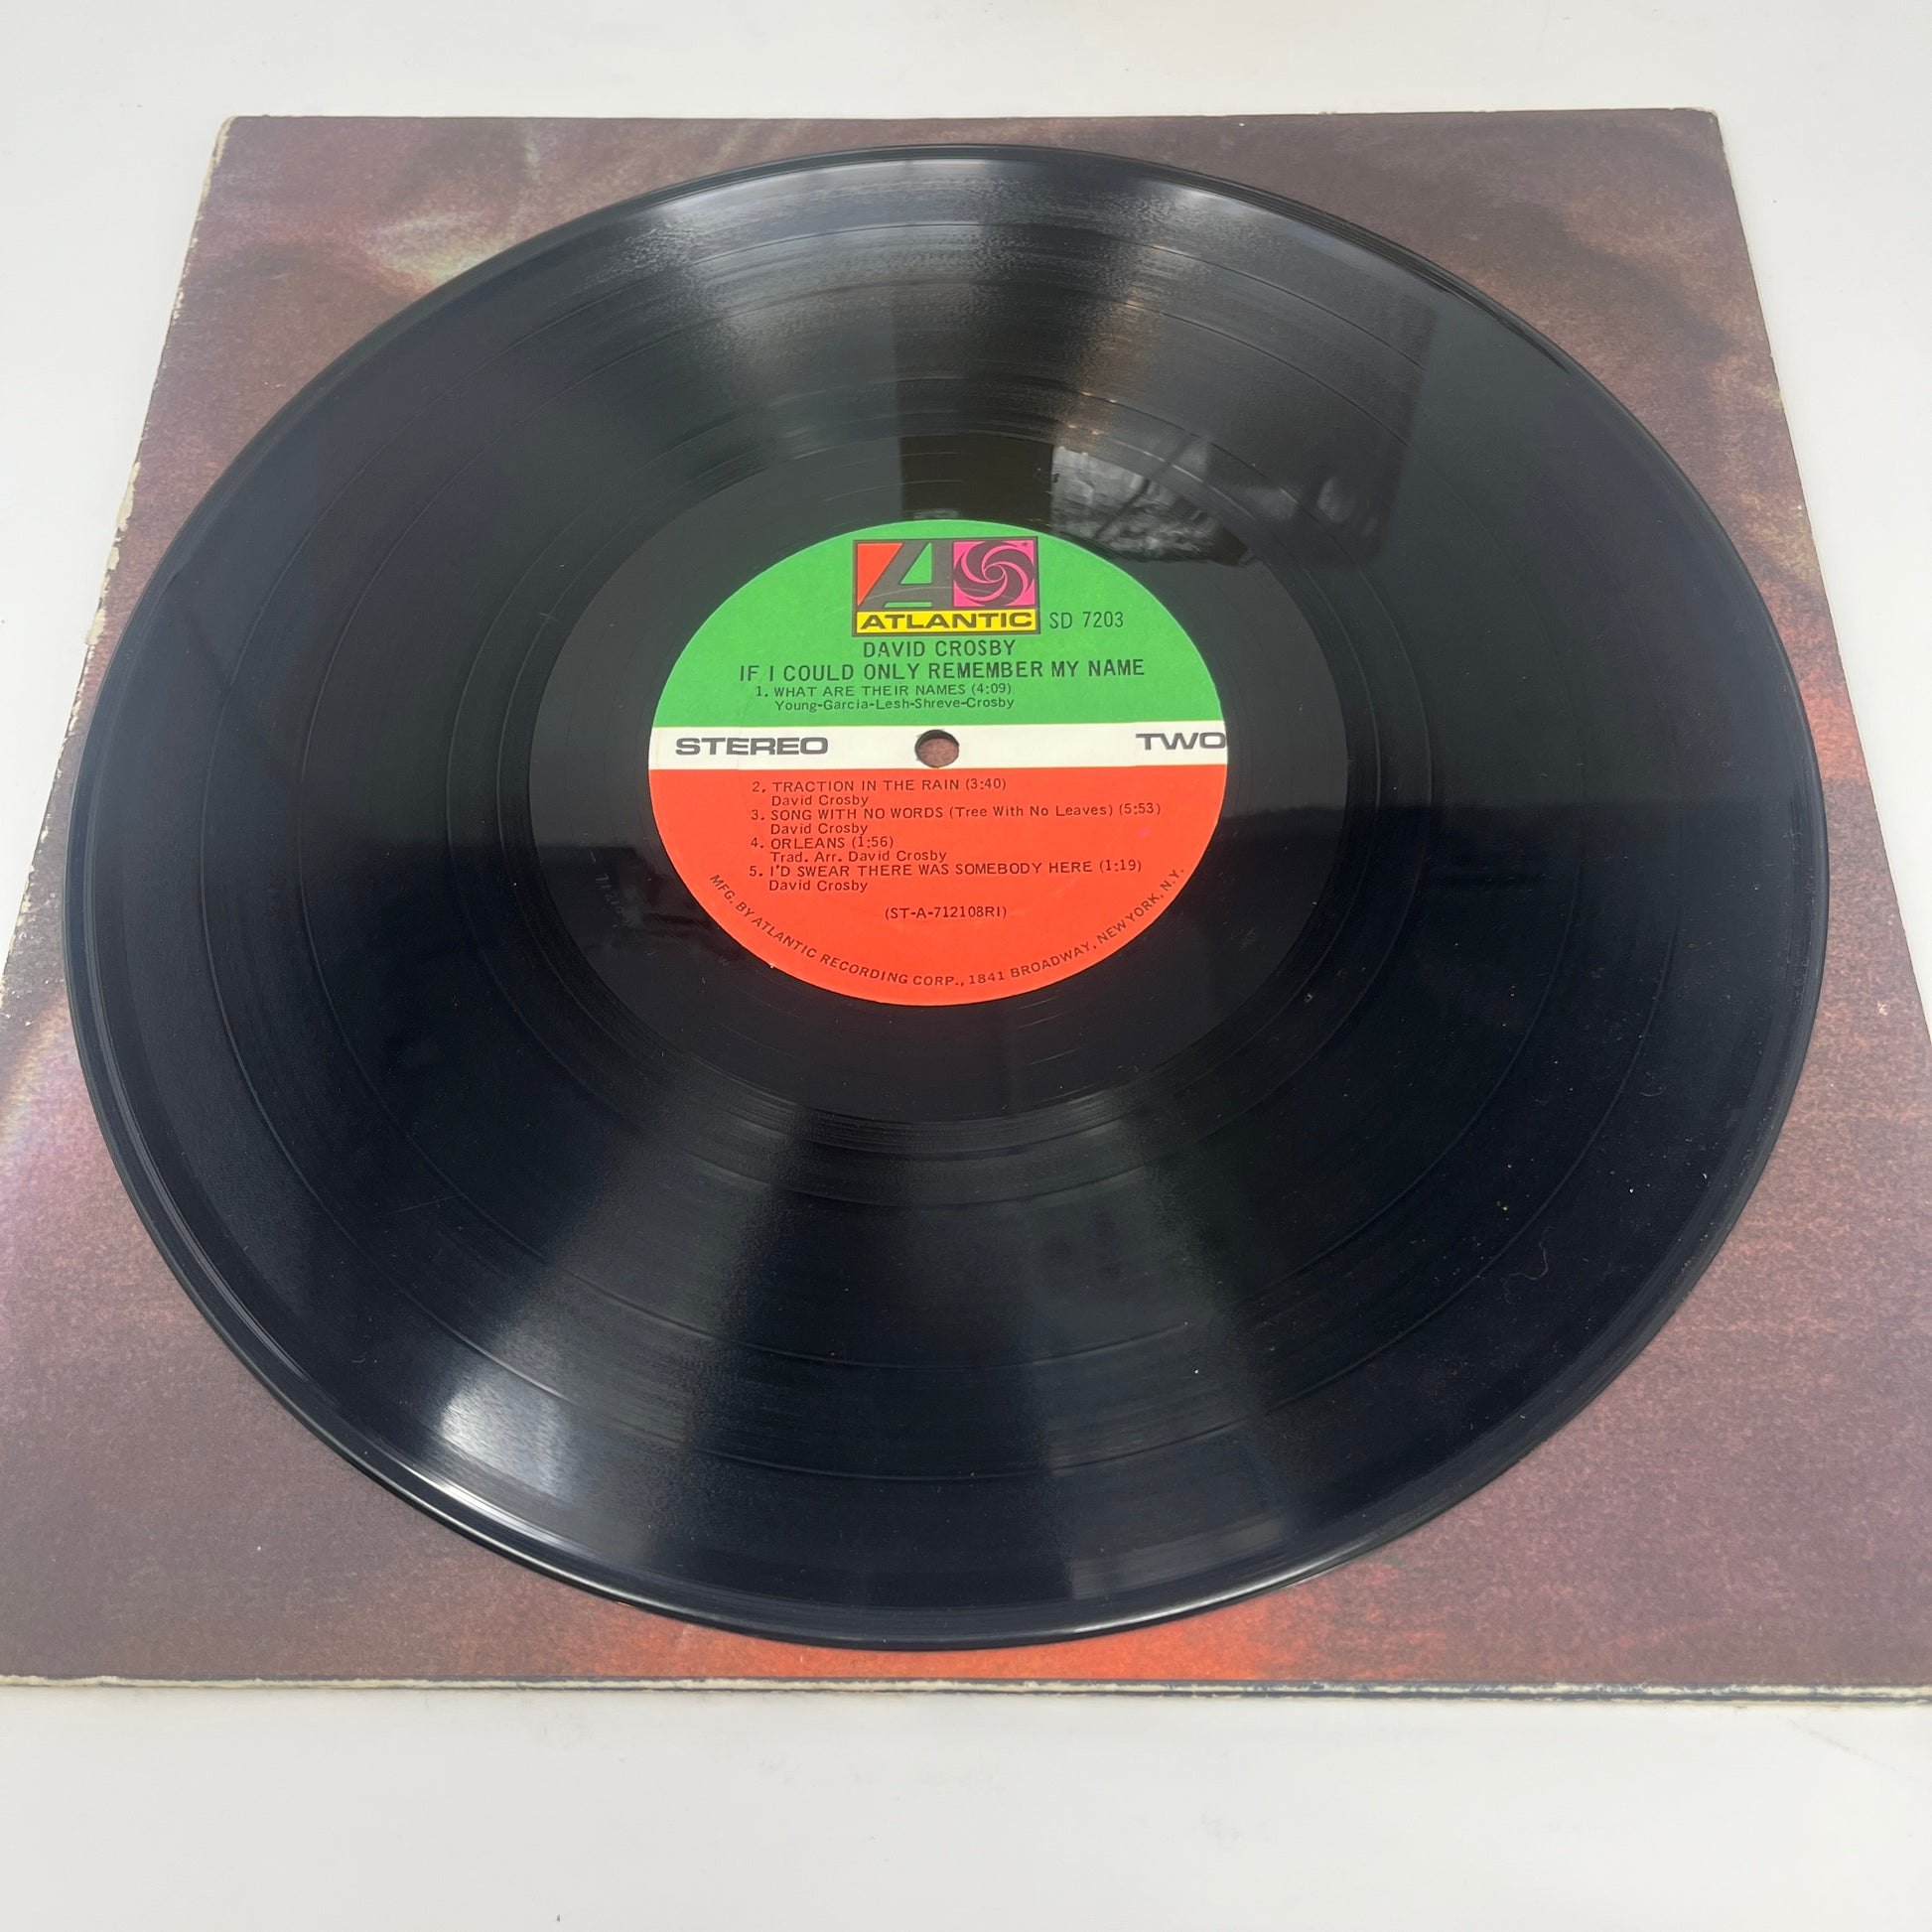 ATLANTIC SD 7203
DAVID CROSBY
IF I COULD ONLY REMEMBER MY NAME
1. WHAT ARE THEIR NAMES (4:09)
Young-Garcia-Lesh-Shreve-Crosby
STEREO TWO
2. TRACTION IN THE RAIN (3:40)
David Crosby
3. SONG WITH NO WORDS (Tree With No Leaves) (5:53)
David Crosby
4. ORLEANS (1:56)
Trad. Arr. David Crosby
5. I'D SWEAR THERE WAS SOMEBODY HERE (1:19)
David Crosby
(ST-A-712108RI)
MFG. BY ATLANTIC RECORDING CORP., 1841 BROADWAY, NEW YORK, N.Y.